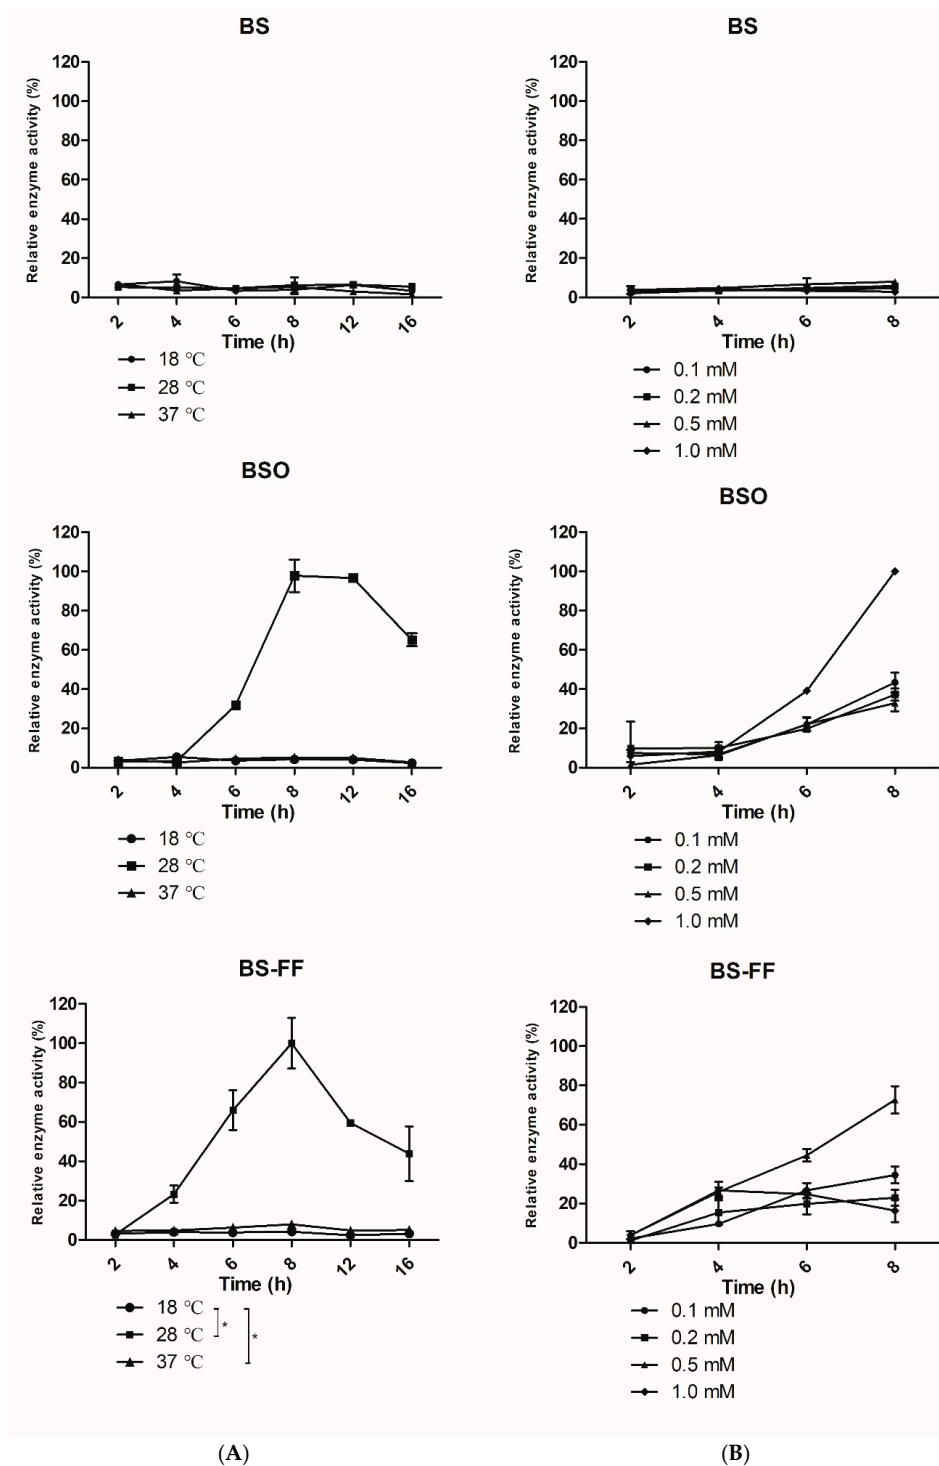 BS
Relative enzyme activity (%)
120
100
80
60
40
20
0
2 4 6 8 12 16
Time (h)
18 °C
28 °C
37 °C
BS
Relative enzyme activity (%)
120
100
80
60
40
20
0
2 4 6 8
Time (h)
0.1 mM
0.2 mM
0.5 mM
1.0 mM
BSO
Relative enzyme activity (%)
120
100
80
60
40
20
0
2 4 6 8 12 16
Time (h)
18 °C
28 °C
37 °C
BSO
Relative enzyme activity (%)
120
100
80
60
40
20
0
2 4 6 8
Time (h)
0.1 mM
0.2 mM
0.5 mM
1.0 mM
BS-FF
Relative enzyme activity (%)
120
100
80
60
40
20
0
2 4 6 8 12 16
Time (h)
18 °C
*
28 °C
*
37 °C
BS-FF
Relative enzyme activity (%)
120
100
80
60
40
20
0
2 4 6 8
Time (h)
0.1 mM
0.2 mM
0.5 mM
1.0 mM
(A)
(B)